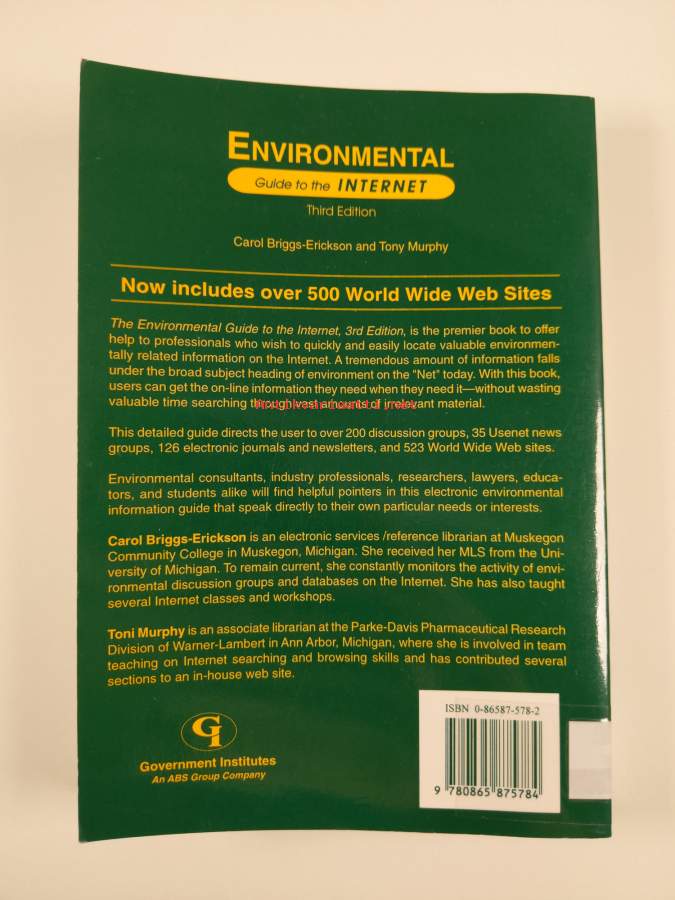 ENVIRONMENTAL
Guide to the INTERNET
Third Edition
Carol Briggs-Erickson and Tony Murphy
Now includes over 500 World Wide Web Sites
The Environmental Guide to the Internet, 3rd Edition, is the premier book to offer
help to professionals who wish to quickly and easily locate valuable environmen-
tally related information on the Internet. A tremendous amount of information falls
under the broad subject heading of environment on the "Net" today. With this book,
users can get the on-line information they need when they need it—without wasting
valuable time searching through vast amounts of irrelevant material.
This detailed guide directs the user to over 200 discussion groups, 35 Usenet news
groups, 126 electronic journals and newsletters, and 523 World Wide Web sites.
Environmental consultants, industry professionals, researchers, lawyers, educa-
tors, and students alike will find helpful pointers in this electronic environmental
information guide that speak directly to their own particular needs or interests.
Carol Briggs-Erickson is an electronic services /reference librarian at Muskegon
Community College in Muskegon, Michigan. She received her MLS from the Uni-
versity of Michigan. To remain current, she constantly monitors the activity of envi-
ronmental discussion groups and databases on the Internet. She has also taught
several Internet classes and workshops.
Toni Murphy is an associate librarian at the Parke-Davis Pharmaceutical Research
Division of Warner-Lambert in Ann Arbor, Michigan, where she is involved in team
teaching on Internet searching and browsing skills and has contributed several
sections to an in-house web site.
GI
Government Institutes
An ABS Group Company
ISBN 0-86587-578-2
9 780865 875784